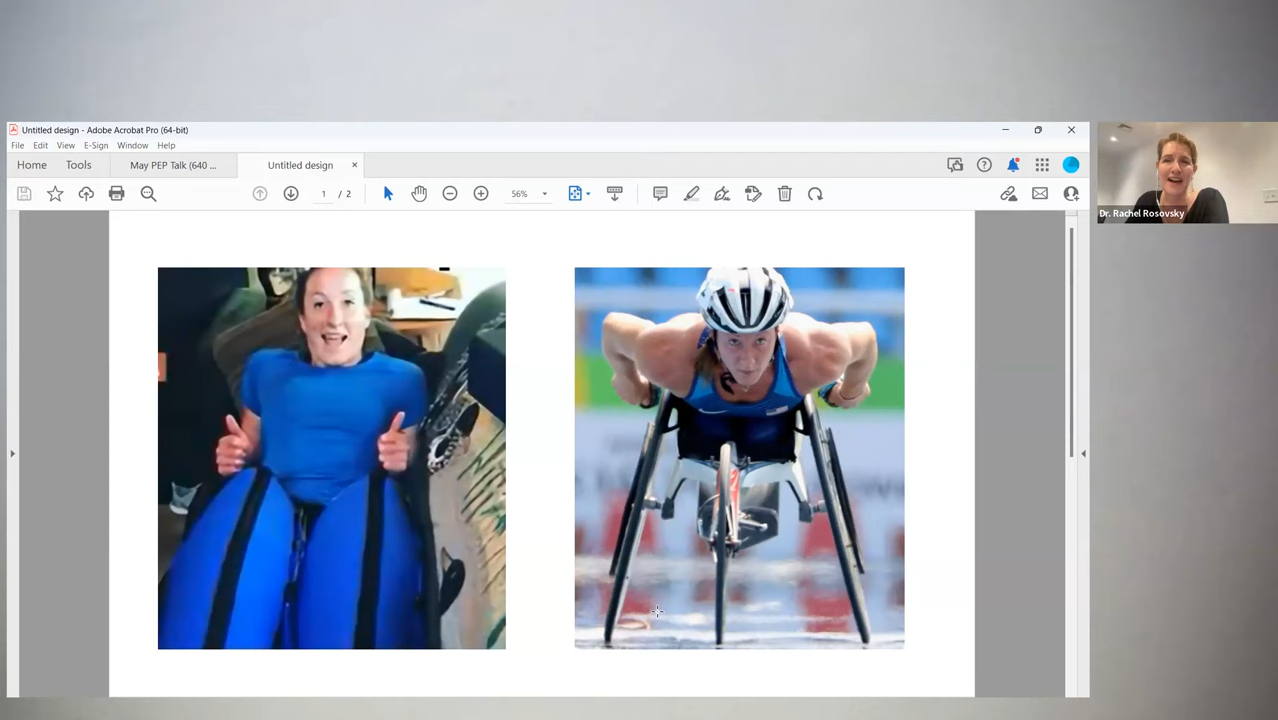 Untitled design - Adobe Acrobat Pro (64-bit)
File Edit View E-Sign Window Help
Home Tools May PEP Talk (640 ... Untitled design
1 / 2 56%
Dr. Rachel Rosovsky